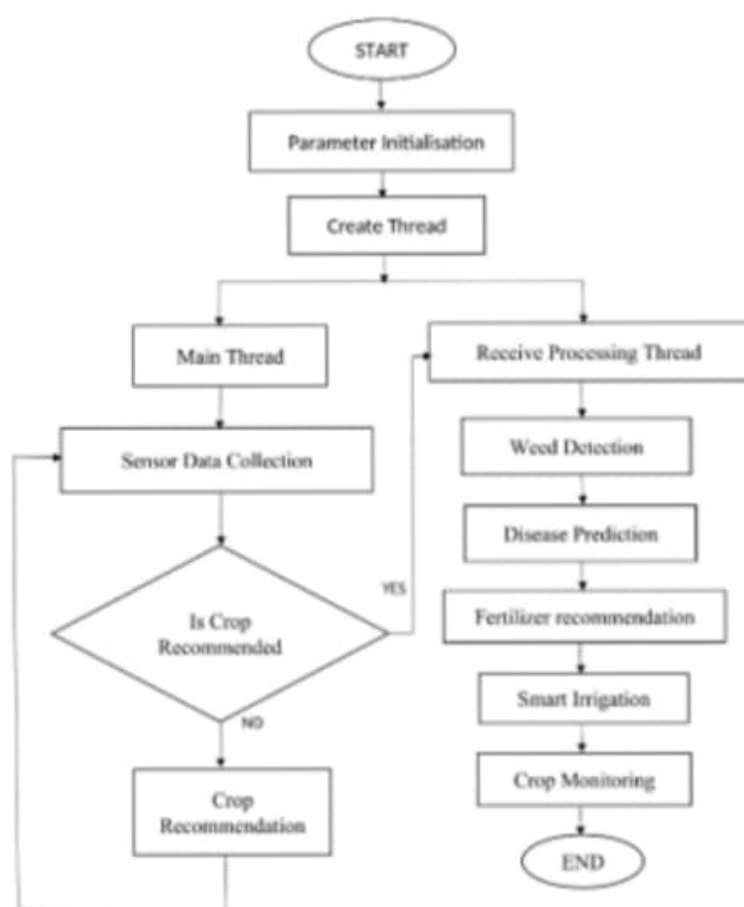 START
Parameter Initialisation
Create Thread
Main Thread
Receive Processing Thread
Sensor Data Collection
Weed Detection
Disease Prediction
YES
Is Crop
Recommended
Fertilizer recommendation
Smart Irrigation
NO
Crop Monitoring
Crop
Recommendation
END